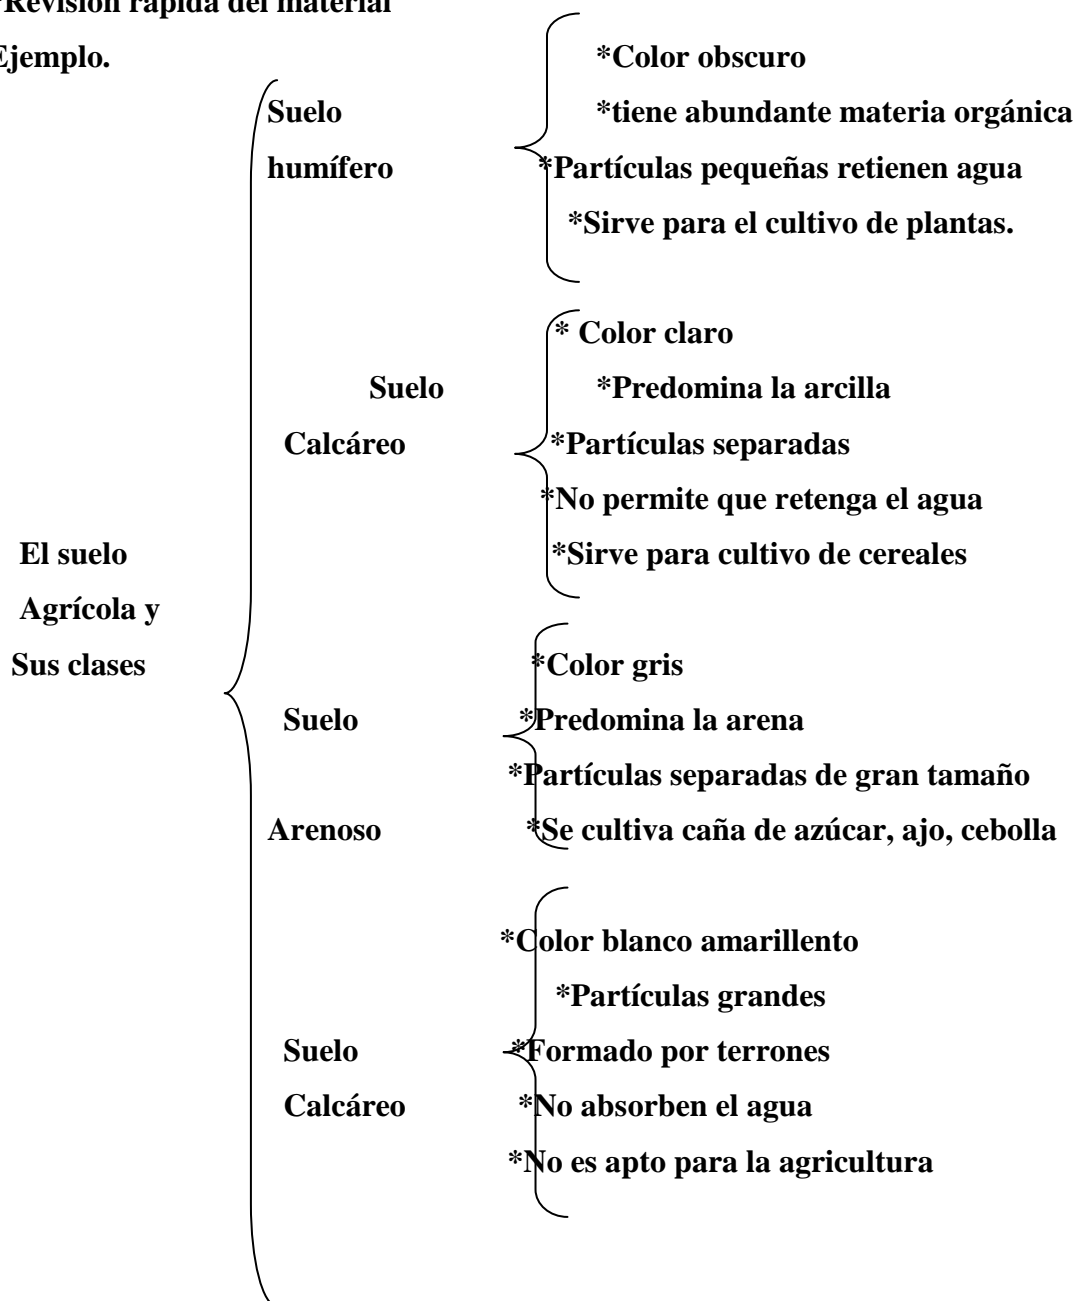 *Revisión rápida del material
Ejemplo.
*Color obscuro
Suelo *tiene abundante materia orgánica
humífero *Partículas pequeñas retienen agua
*Sirve para el cultivo de plantas.
* Color claro
Suelo *Predomina la arcilla
Calcáreo *Partículas separadas
*No permite que retenga el agua
El suelo *Sirve para cultivo de cereales
Agrícola y
Sus clases *Color gris
Suelo *Predomina la arena
*Partículas separadas de gran tamaño
Arenoso *Se cultiva caña de azúcar, ajo, cebolla
*Color blanco amarillento
*Partículas grandes
Suelo *Formado por terrones
Calcáreo *No absorben el agua
*No es apto para la agricultura